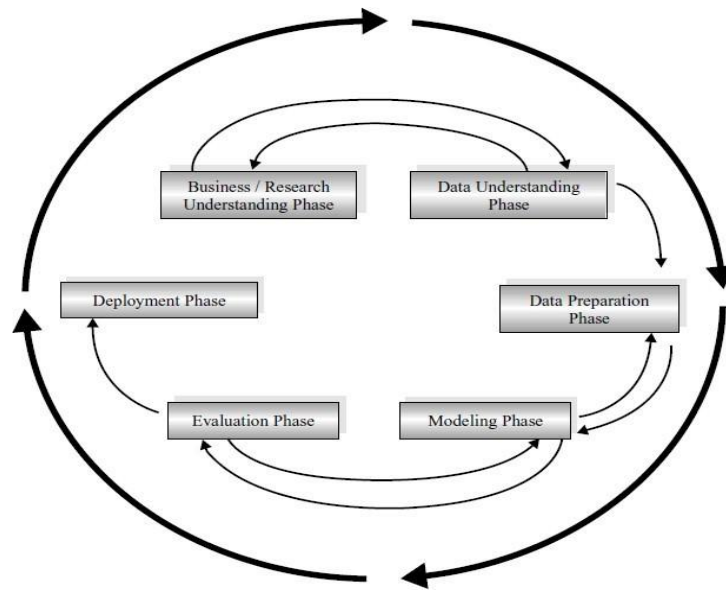 Business / Research
Understanding Phase
Data Understanding
Phase
Deployment Phase
Data Preparation
Phase
Evaluation Phase
Modeling Phase